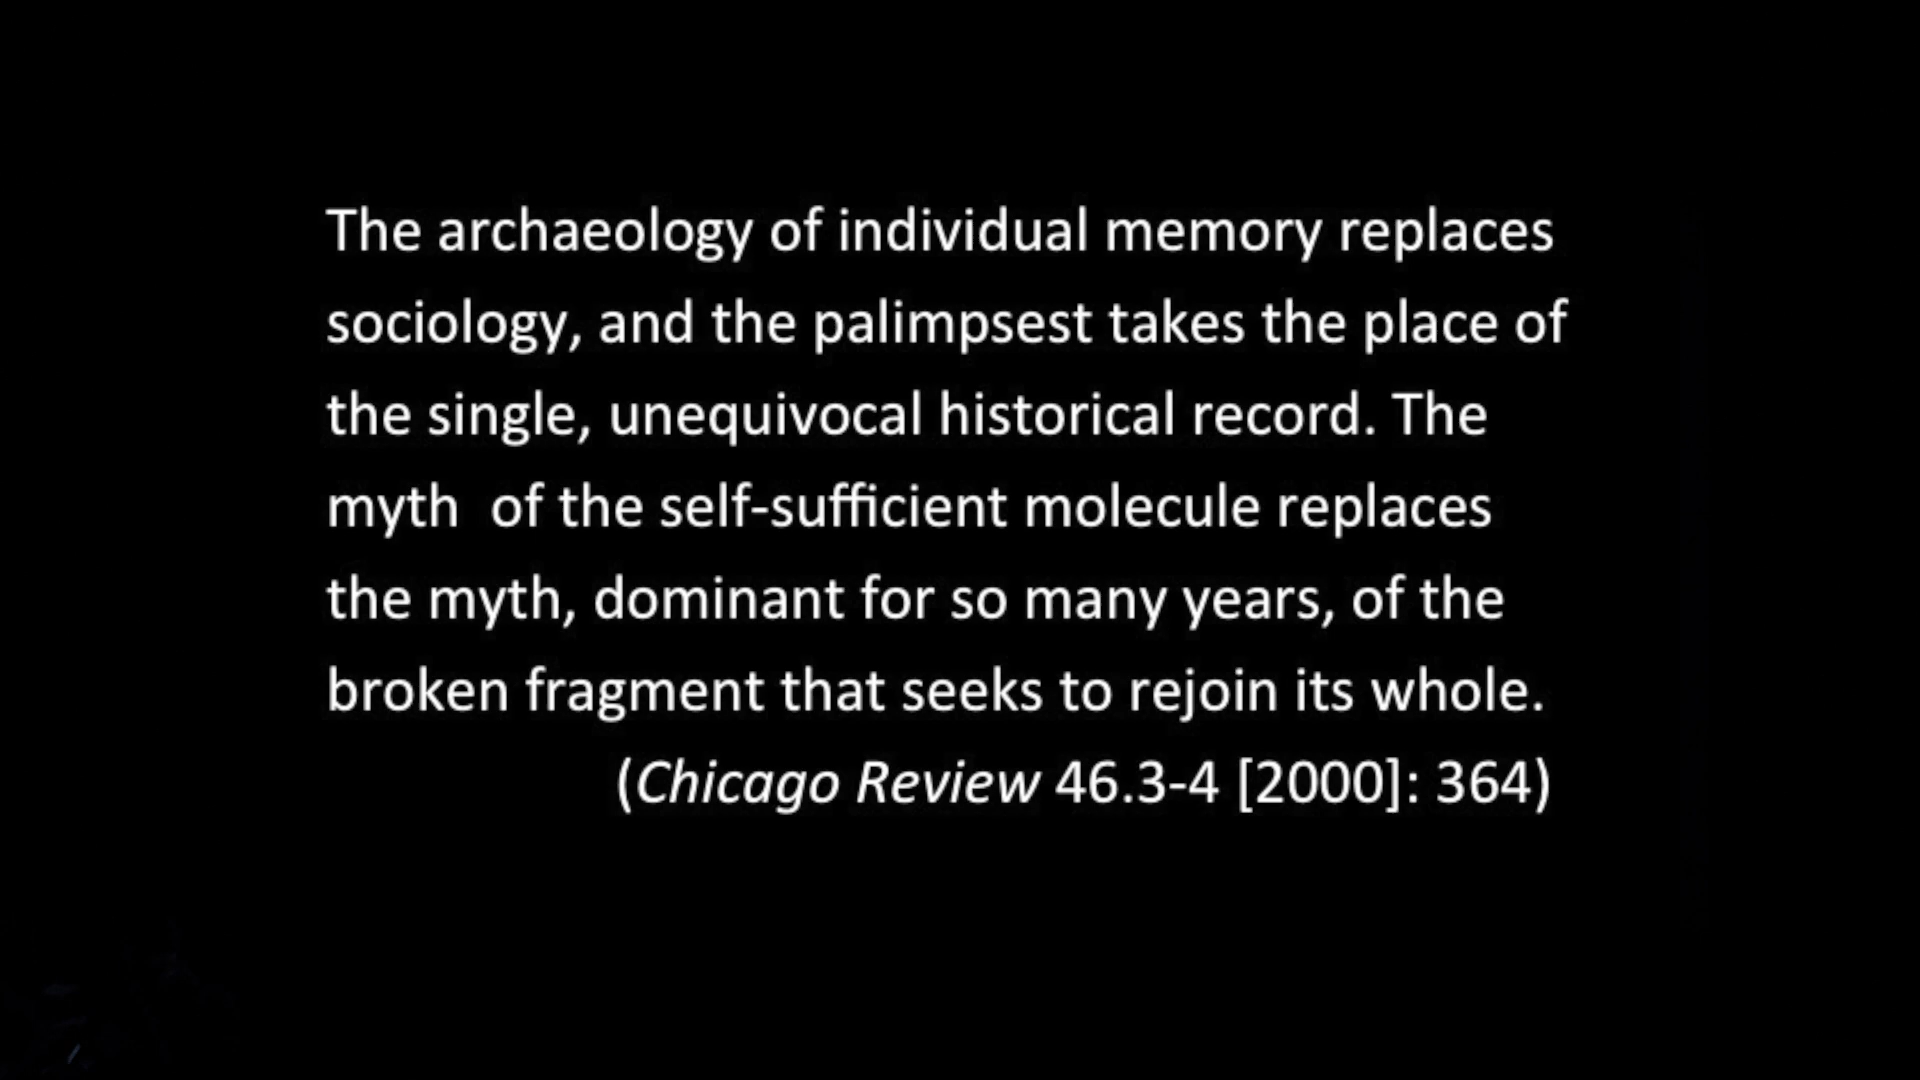 The archaeology of individual memory replaces
sociology, and the palimpsest takes the place of
the single, unequivocal historical record. The
myth  of the self-sufficient molecule replaces
the myth, dominant for so many years, of the
broken fragment that seeks to rejoin its whole.
(Chicago Review 46.3-4 [2000]: 364)